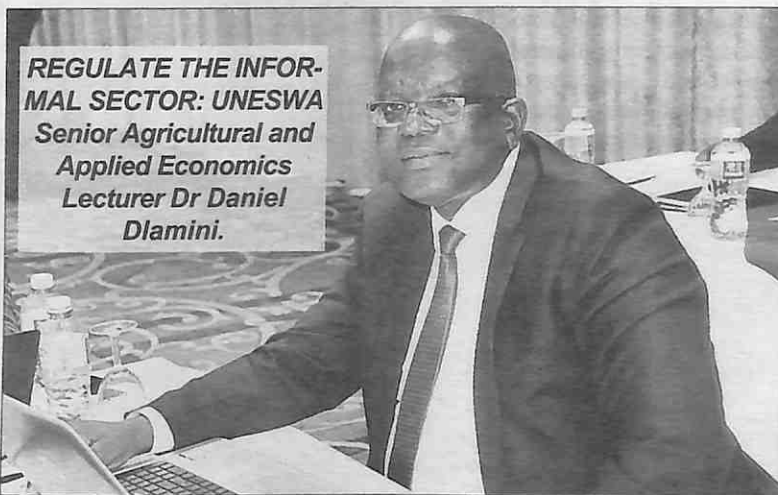 REGULATE THE INFOR-
MAL SECTOR: UNESWA
Senior Agricultural and
Applied Economics
Lecturer Dr Daniel
Dlamini.